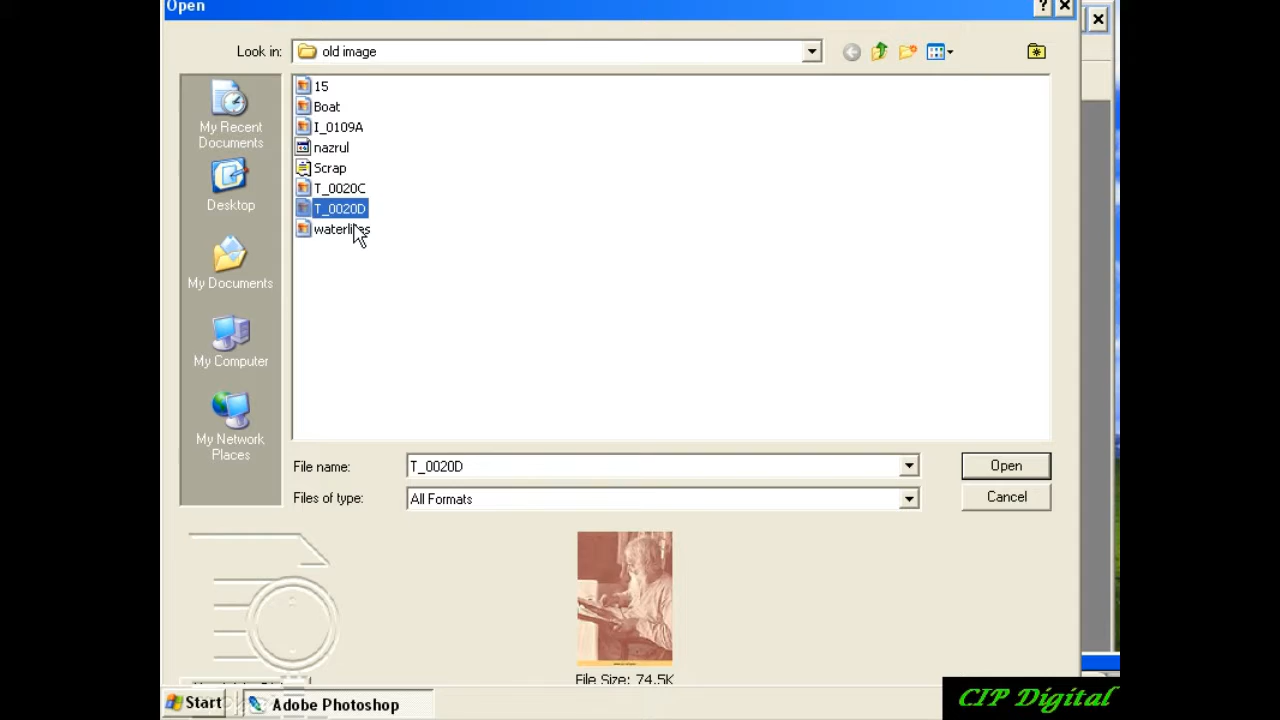 Open
Look in:
old image
15
Boat
I_0109A
nazrul
Scrap
T_0020C
T_0020D
My Recent
Documents
Desktop
My Documents
My Computer
My Network
Places
File name:
T_0020D
Open
Files of type:
All Formats
Cancel
File Size: 74.5K
Start
Adobe Photoshop
CIP Digital